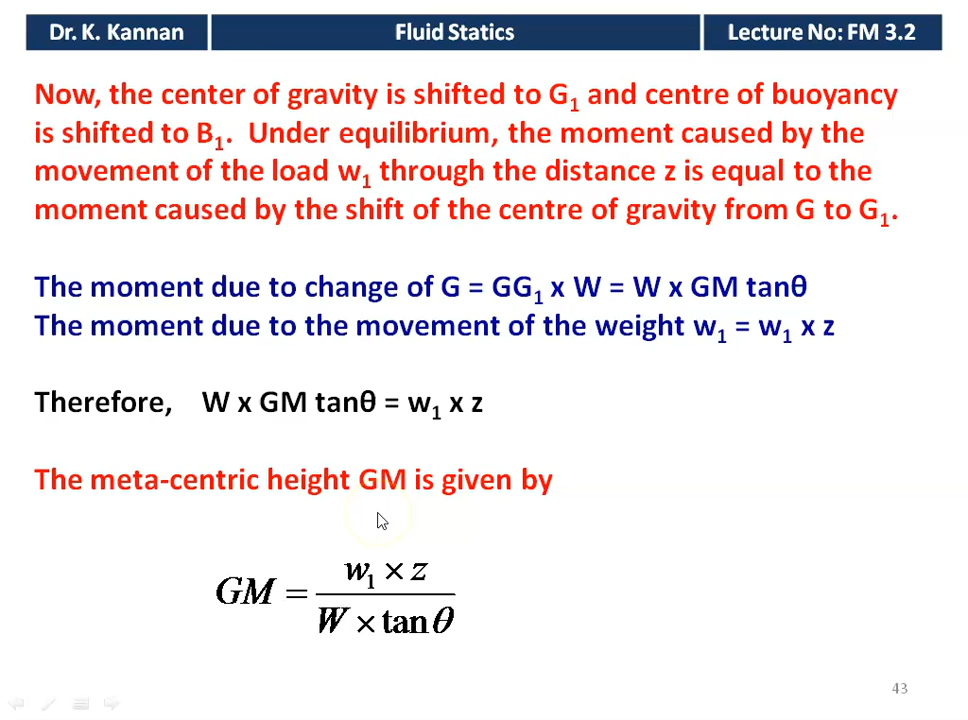 Dr. K. Kannan Fluid Statics Lecture No: FM 3.2
Now, the center of gravity is shifted to G₁ and centre of buoyancy
is shifted to B₁. Under equilibrium, the moment caused by the
movement of the load w₁ through the distance z is equal to the
moment caused by the shift of the centre of gravity from G to G₁.
The moment due to change of G = GG₁ x W = W x GM tanθ
The moment due to the movement of the weight w₁ = w₁ x z
Therefore, W x GM tanθ = w₁ x z
The meta-centric height GM is given by
GM = (w₁ × z) / (W × tan θ)
43